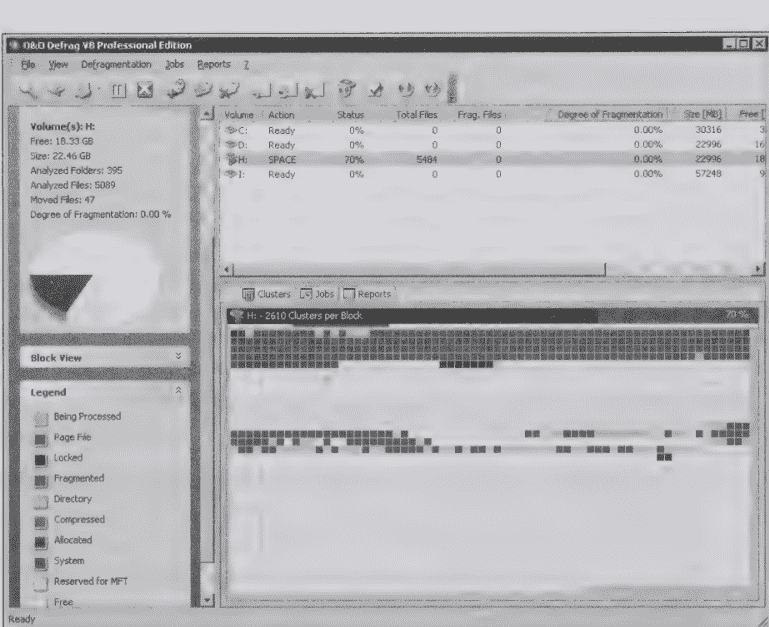 O&O Defrag V8 Professional Edition
File View Defragmentation Jobs Reports ?
Volume(s): H:
Free: 18.33 GB
Size: 22.46 GB
Analyzed Folders: 395
Analyzed Files: 5089
Moved Files: 47
Degree of Fragmentation: 0.00 %
Block View
Legend
Being Processed
Page File
Locked
Fragmented
Directory
Compressed
Allocated
System
Reserved for MFT
Free
Volume Action Status Total Files Frag. Files Degree of Fragmentation Size [MB] Free [
C: Ready 0% 0 0 0.00% 30316 3
D: Ready 0% 0 0 0.00% 22996 16
H: SPACE 70% 5484 0 0.00% 22996 18
I: Ready 0% 0 0 0.00% 57248 9
Clusters Jobs Reports
H: - 2610 Clusters per Block 70 %
Ready